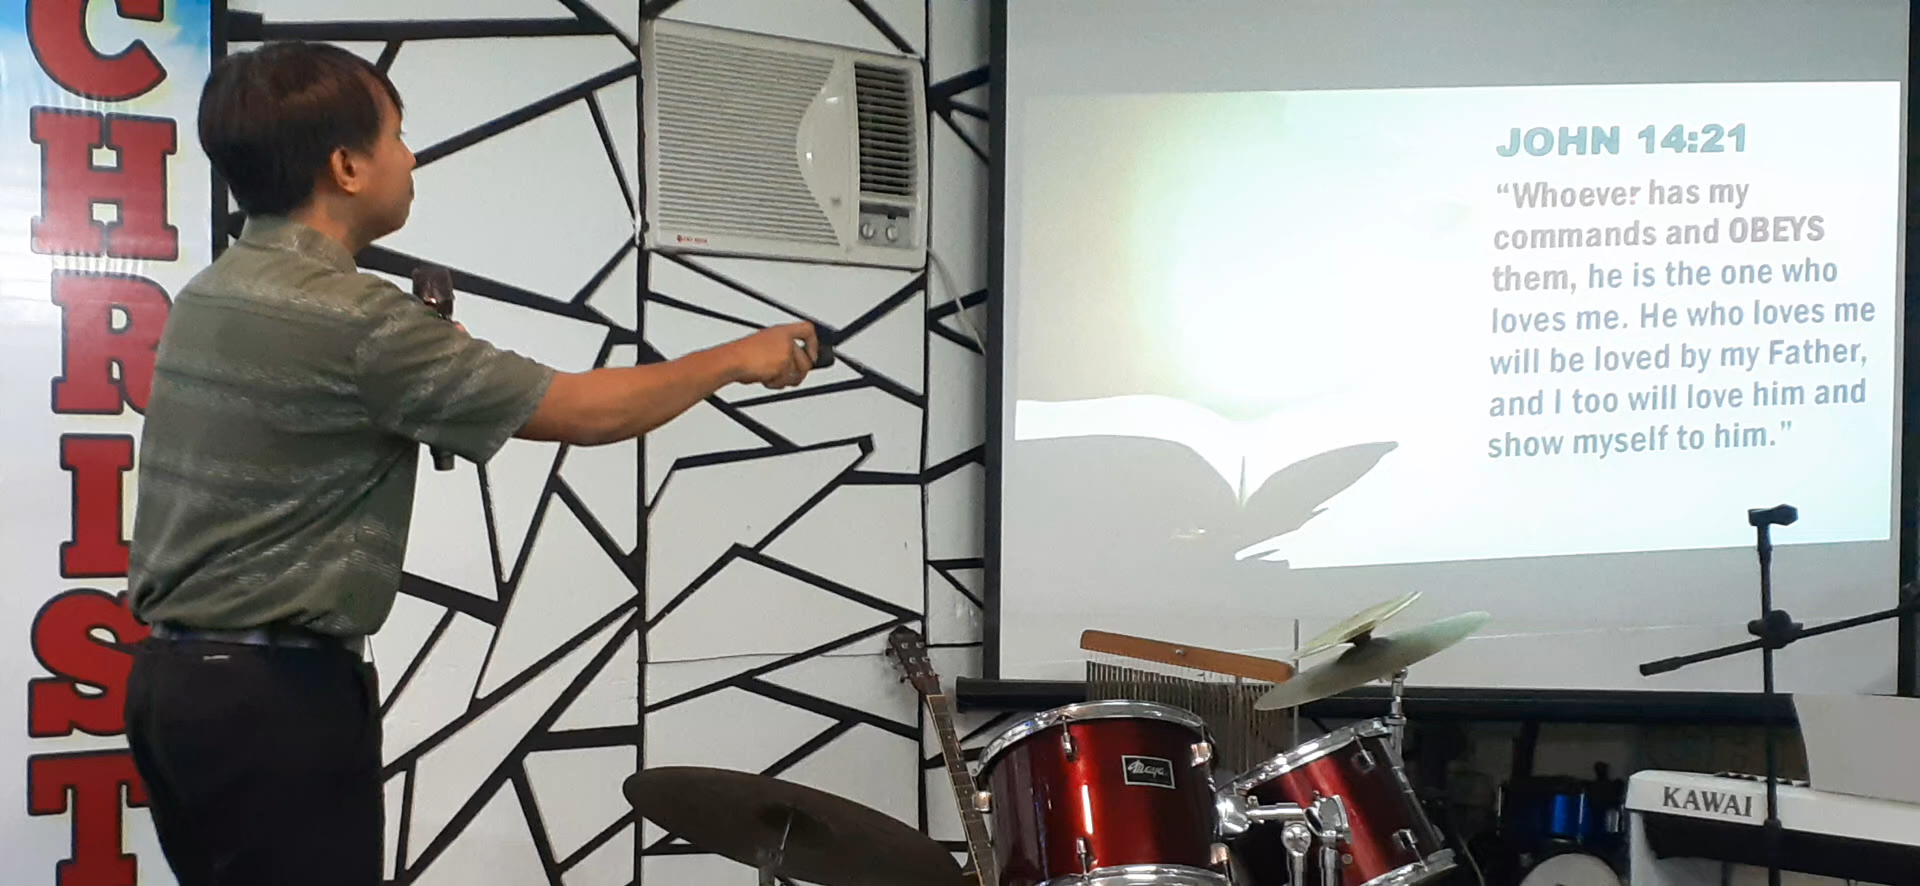 CHRIST
JOHN 14:21
“Whoever has my
commands and OBEYS
them, he is the one who
loves me. He who loves me
will be loved by my Father,
and I too will love him and
show myself to him.”
KAWAI